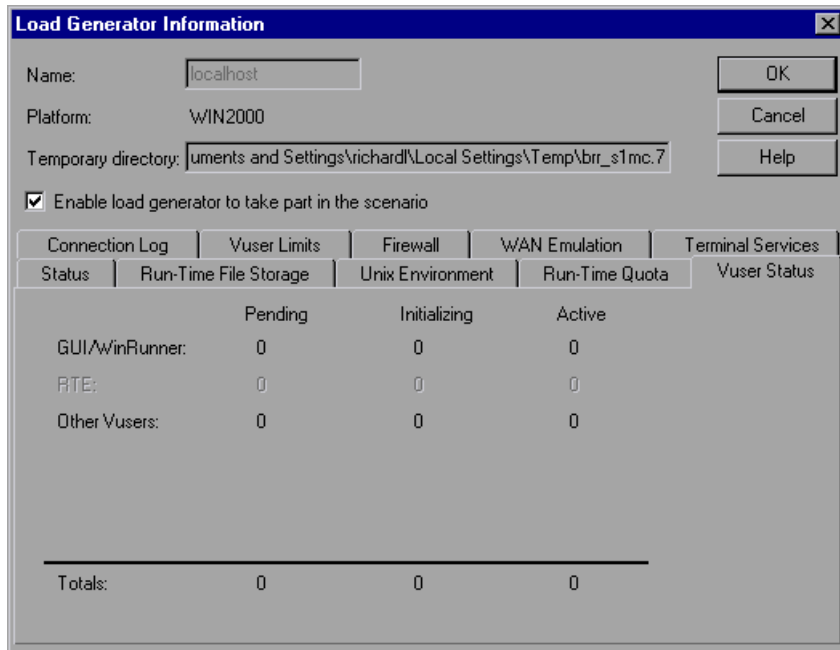 Load Generator Information
Name: localhost OK
Platform: WIN2000 Cancel
Temporary directory: uments and Settings\richardl\Local Settings\Temp\brr_s1mc.7 Help
Enable load generator to take part in the scenario
Connection Log Vuser Limits Firewall WAN Emulation Terminal Services
Status Run-Time File Storage Unix Environment Run-Time Quota Vuser Status
Pending Initializing Active
GUI/WinRunner: 0 0 0
RTE: 0 0 0
Other Vusers: 0 0 0
Totals: 0 0 0